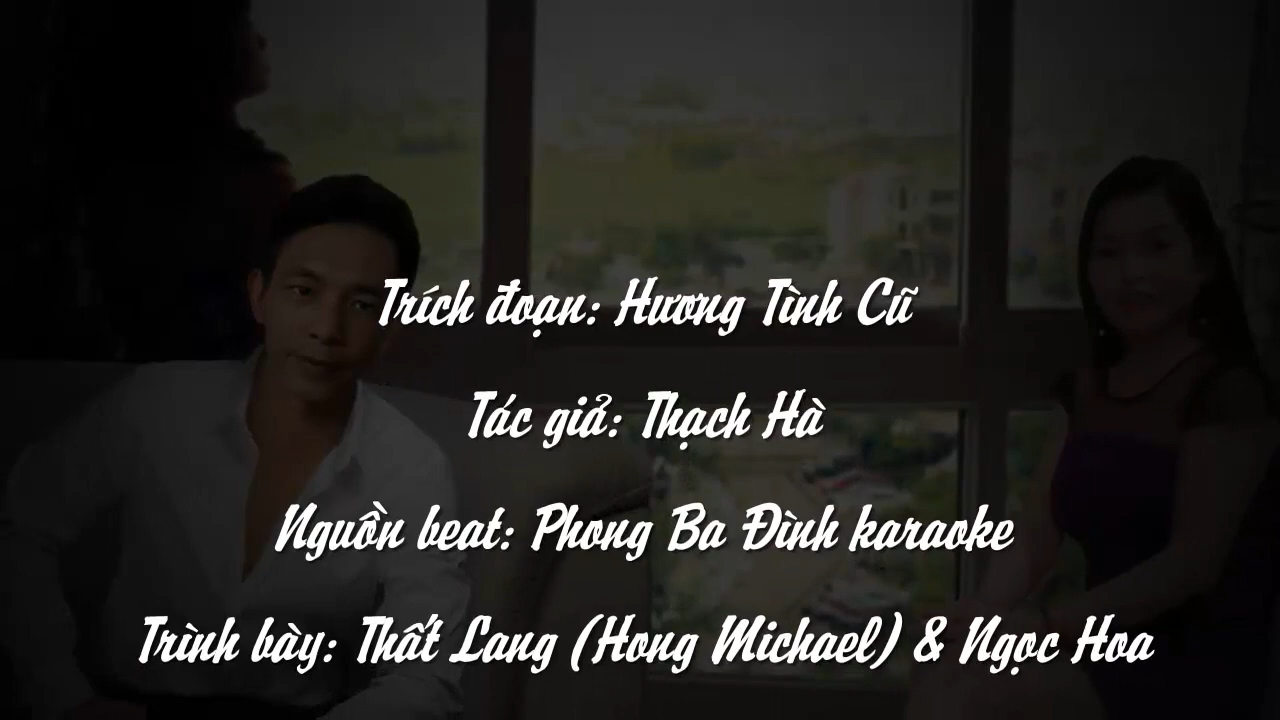 Trích đoạn: Hương Tình Cũ
Tác giả: Thạch Hà
Nguồn beat: Phong Ba Đình karaoke
Trình bày: Thất Lang (Hong Michael) & Ngọc Hoa